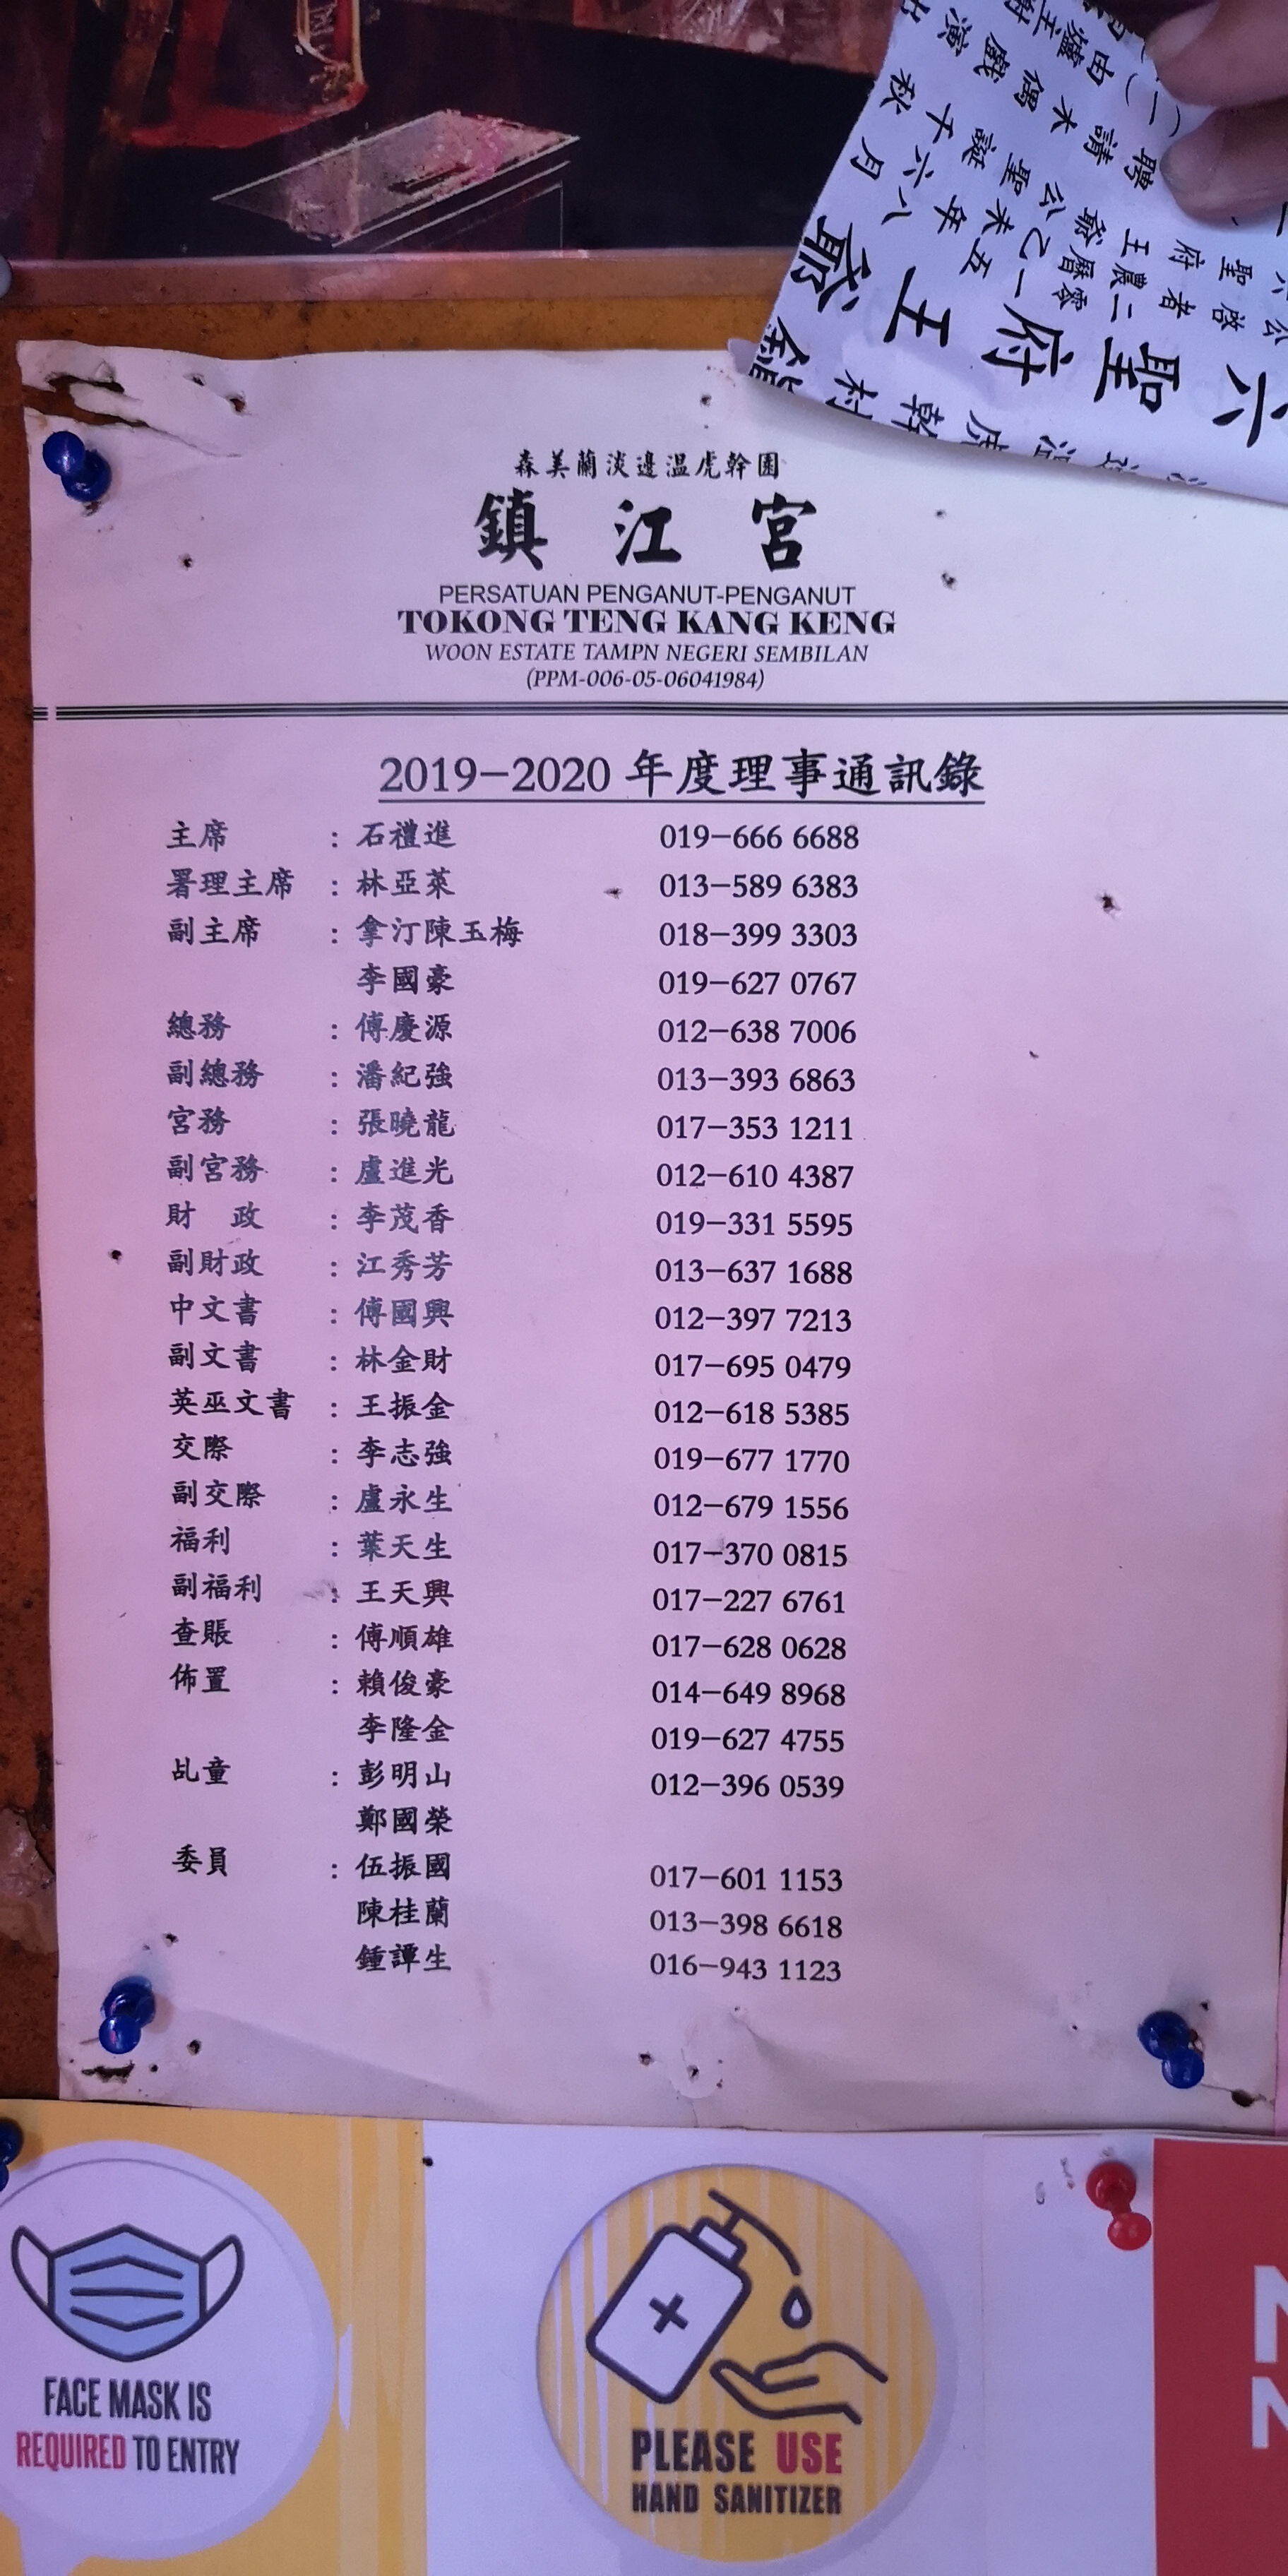 六聖府王爺
森美蘭淡邊温虎幹園
鎮江宮
PERSATUAN PENGANUT-PENGANUT
TOKONG TENG KANG KENG
WOON ESTATE TAMPN NEGERI SEMBILAN
(PPM-006-05-06041984)
2019-2020 年度理事通訊錄
主席 : 石禮進 019-666 6688
署理主席 : 林亞萊 013-589 6383
副主席 : 拿汀陳玉梅 018-399 3303
李國豪 019-627 0767
總務 : 傅慶源 012-638 7006
副總務 : 潘紀強 013-393 6863
宮務 : 張曉龍 017-353 1211
副宮務 : 盧進光 012-610 4387
財 政 : 李茂香 019-331 5595
副財政 : 江秀芳 013-637 1688
中文書 : 傅國興 012-397 7213
副文書 : 林金財 017-695 0479
英巫文書 : 王振金 012-618 5385
交際 : 李志強 019-677 1770
副交際 : 盧永生 012-679 1556
福利 : 葉天生 017-370 0815
副福利 : 王天興 017-227 6761
查賬 : 傅順雄 017-628 0628
佈置 : 賴俊豪 014-649 8968
李隆金 019-627 4755
乩童 : 彭明山 012-396 0539
鄭國榮
委員 : 伍振國 017-601 1153
陳桂蘭 013-398 6618
鍾譚生 016-943 1123
FACE MASK IS
REQUIRED TO ENTRY
PLEASE USE
HAND SANITIZER